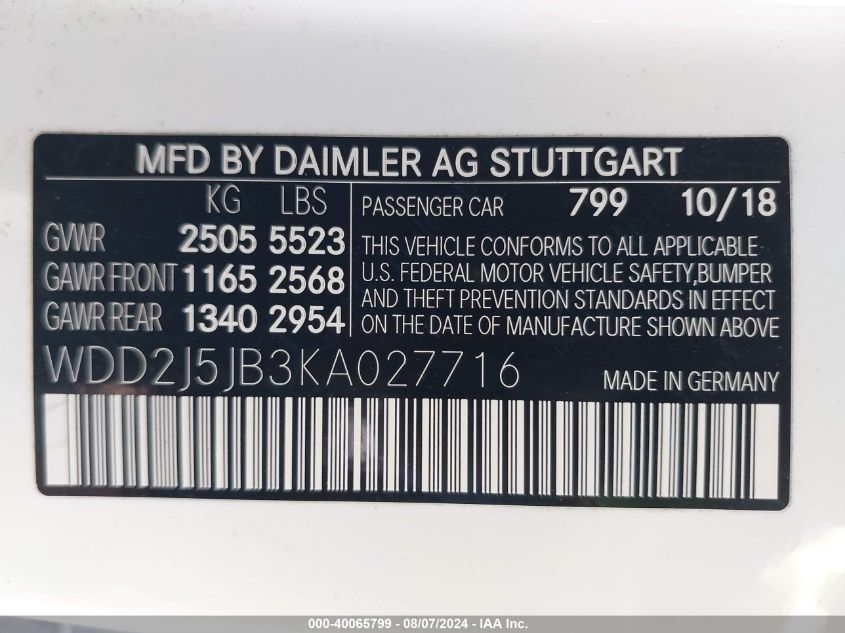 MFD BY DAIMLER AG STUTTGART
KG LBS
GVWR 2505 5523
GAWR FRONT 1165 2568
GAWR REAR 1340 2954
PASSENGER CAR 799 10/18
THIS VEHICLE CONFORMS TO ALL APPLICABLE
U.S. FEDERAL MOTOR VEHICLE SAFETY,BUMPER
AND THEFT PREVENTION STANDARDS IN EFFECT
ON THE DATE OF MANUFACTURE SHOWN ABOVE.
WDD2J5JB3KA027716 MADE IN GERMANY
000-40065799 - 08/07/2024 - IAA Inc.